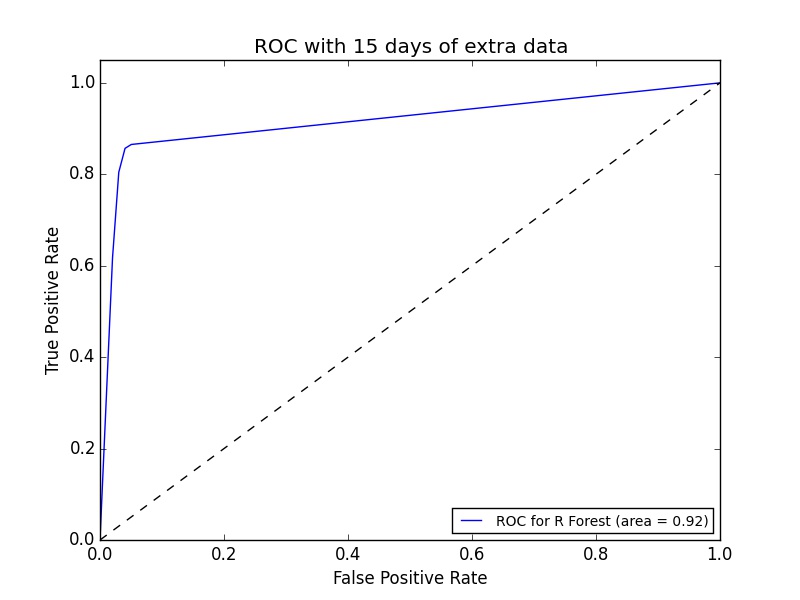 ROC with 15 days of extra data
True Positive Rate
1.0
0.8
0.6
0.4
0.2
0.0
ROC for R Forest (area = 0.92)
0.0 0.2 0.4 0.6 0.8 1.0
False Positive Rate